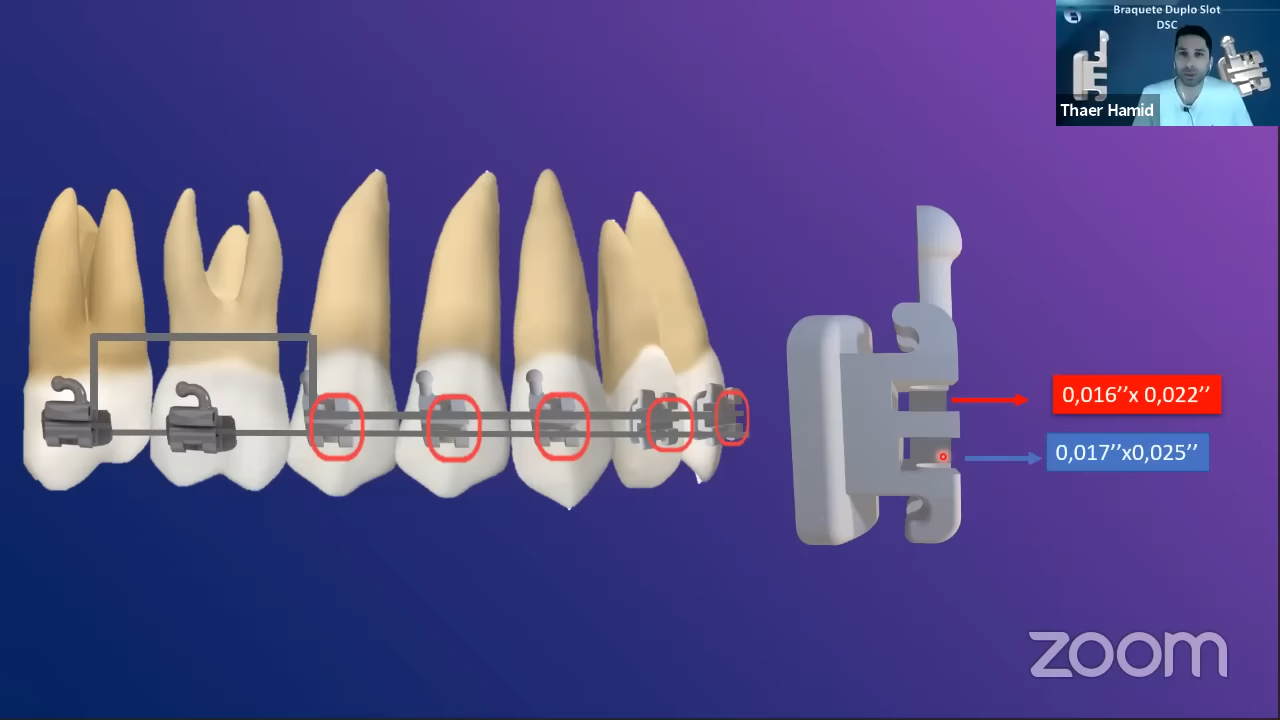 Braquete Duplo Slot
DSC
Thaer Hamid
0,016’’x 0,022’’
0,017’’x0,025’’
zoom